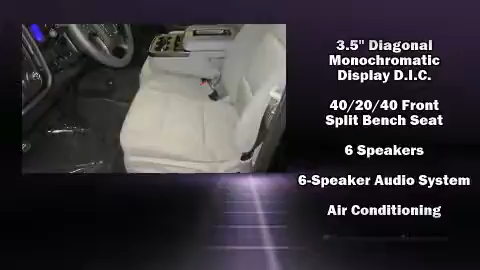 3.5" Diagonal
Monochromatic
Display D.I.C.
40/20/40 Front
Split Bench Seat
6 Speakers
6-Speaker Audio System
Air Conditioning